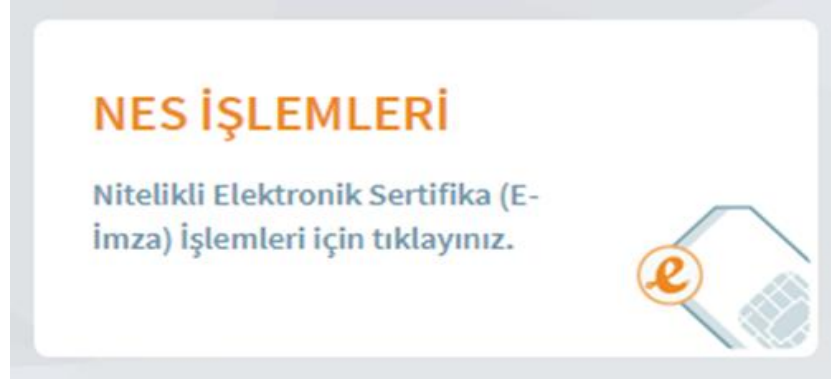 NES İŞLEMLERİ
Nitelikli Elektronik Sertifika (E-
İmza) İşlemleri için tıklayınız.
e